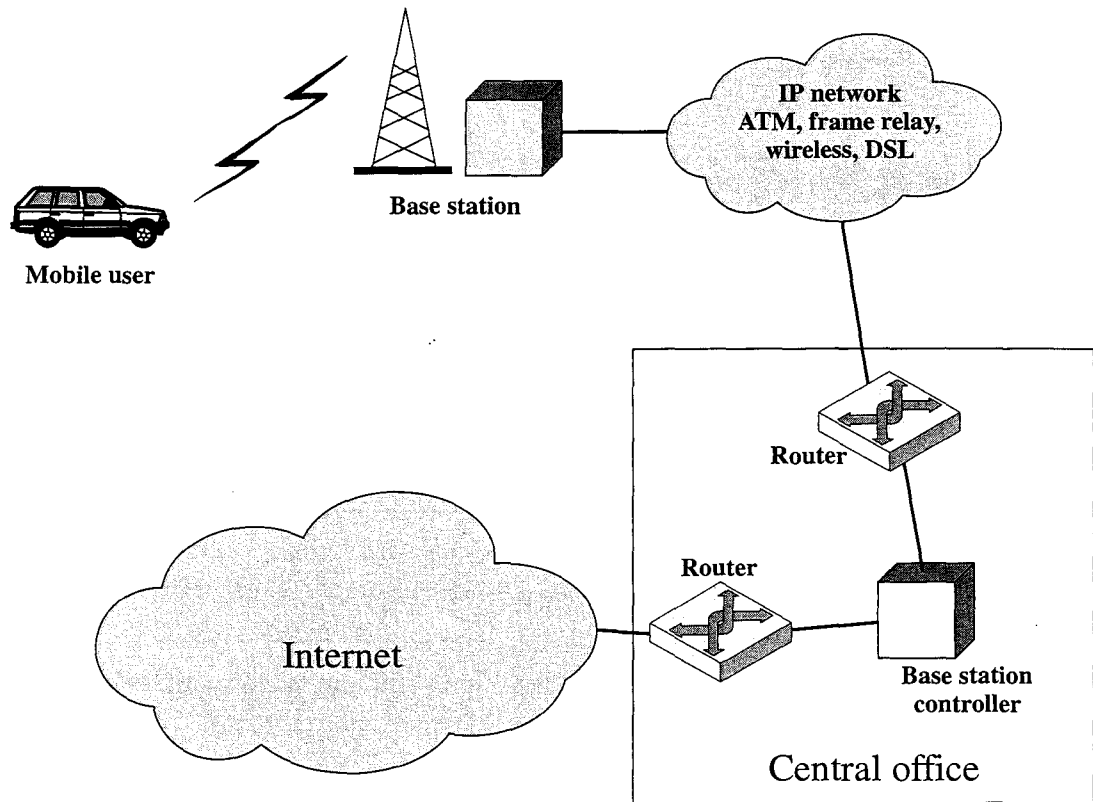 IP network
ATM, frame relay,
wireless, DSL
Base station
Mobile user
Router
Router
Internet
Base station
controller
Central office